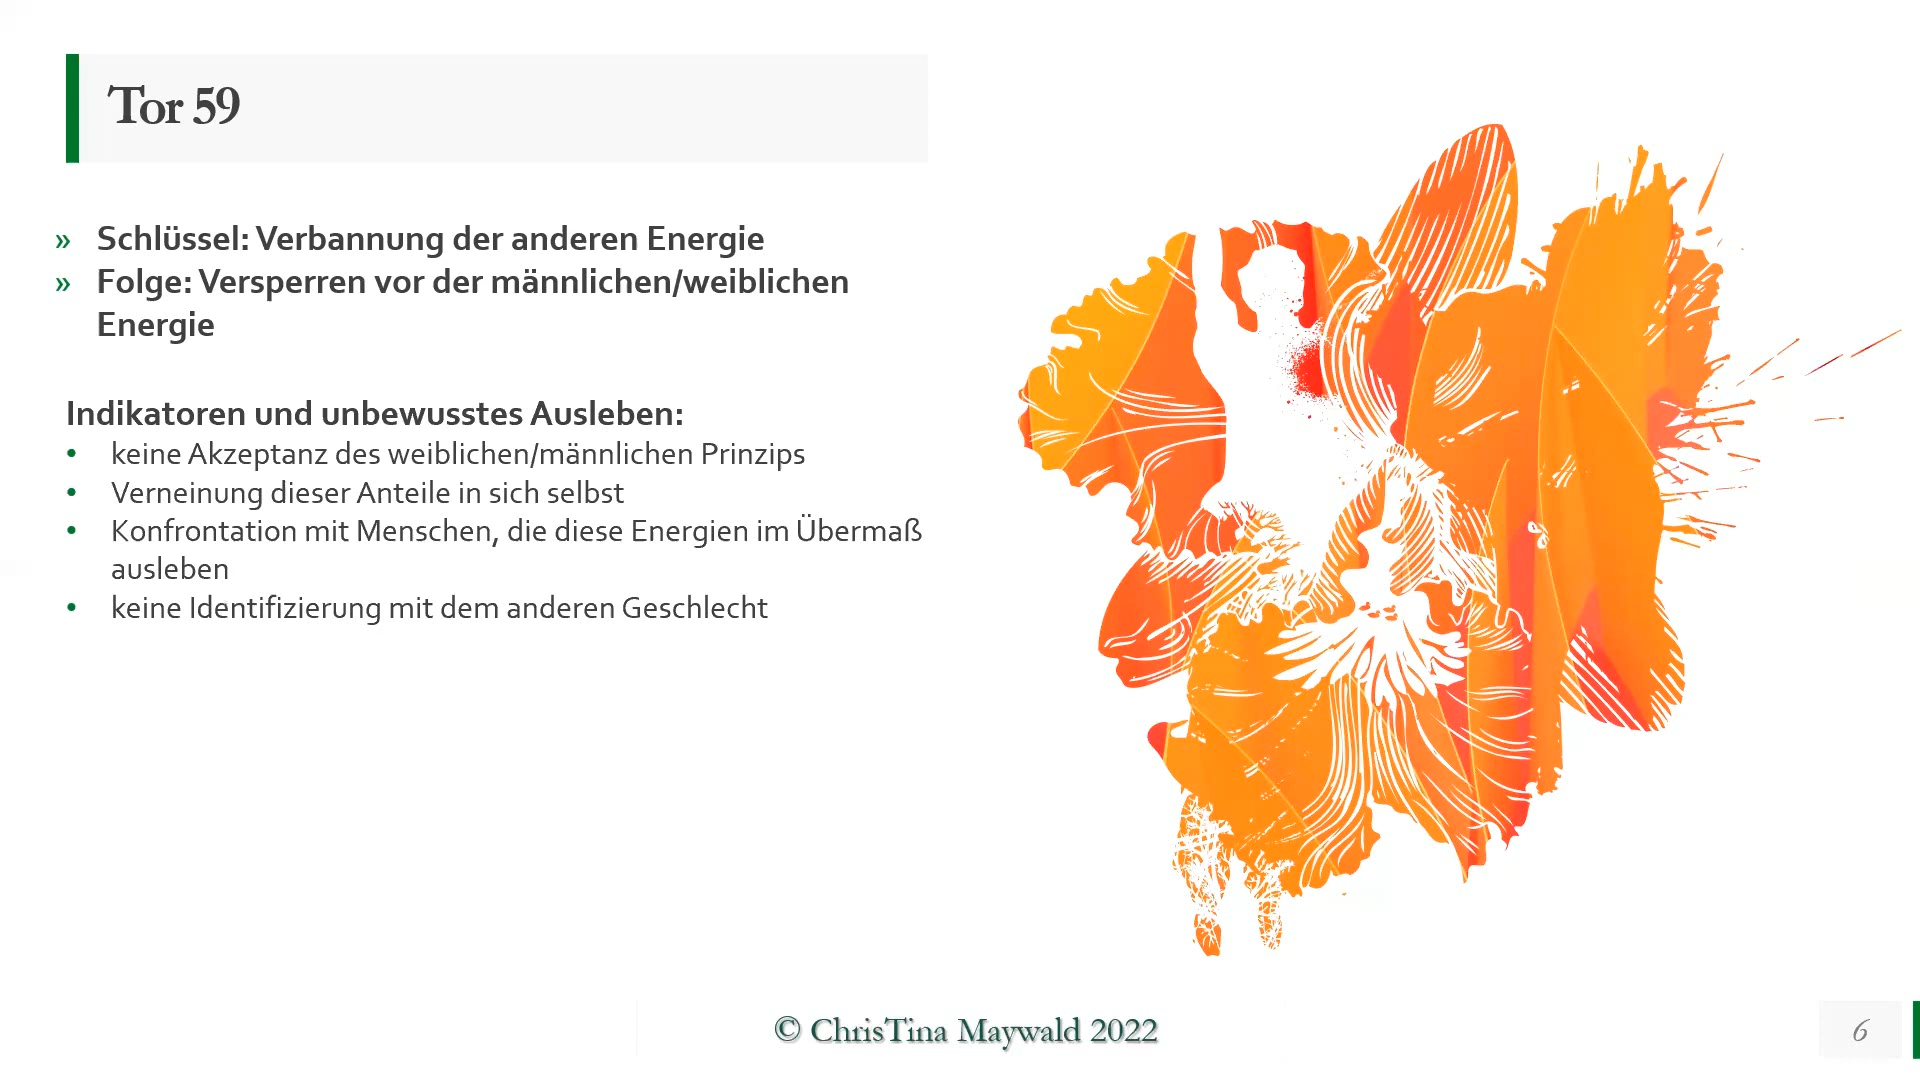 Tor 59
» Schlüssel: Verbannung der anderen Energie
» Folge: Versperren vor der männlichen/weiblichen
Energie
Indikatoren und unbewusstes Ausleben:
• keine Akzeptanz des weiblichen/männlichen Prinzips
• Verneinung dieser Anteile in sich selbst
• Konfrontation mit Menschen, die diese Energien im Übermaß
ausleben
• keine Identifizierung mit dem anderen Geschlecht
© ChrisTina Maywald 2022
6